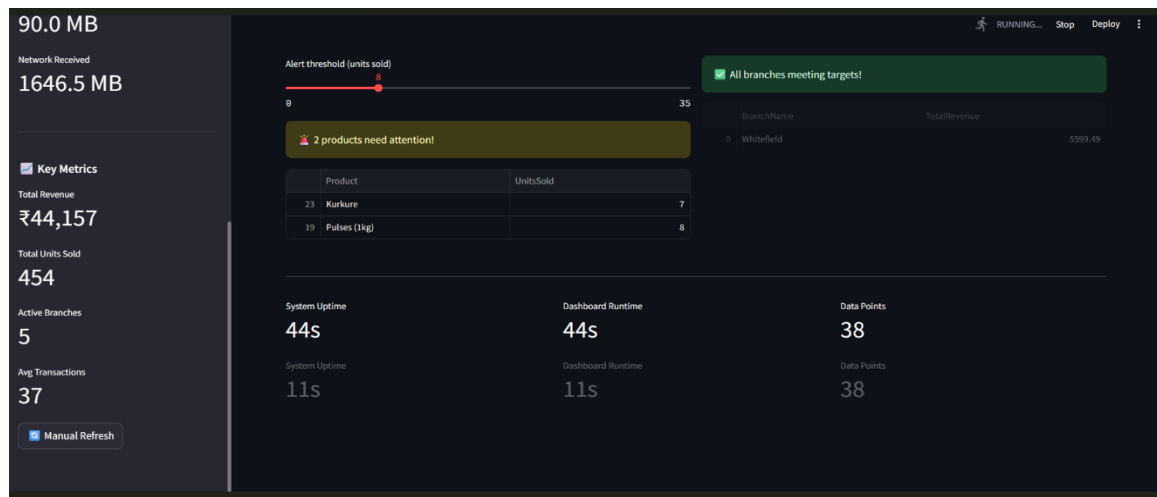 90.0 MB
Network Received
1646.5 MB
Key Metrics
Total Revenue
₹44,157
Total Units Sold
454
Active Branches
5
Avg Transactions
37
Manual Refresh
RUNNING... Stop Deploy
Alert threshold (units sold)
8
0 35
2 products need attention!
Product UnitsSold
23 Kurkure 7
19 Pulses (1kg) 8
All branches meeting targets!
BranchName TotalRevenue
0 Whitefield 5599.49
System Uptime Dashboard Runtime Data Points
44s 44s 38
System Uptime Dashboard Runtime Data Points
11s 11s 38